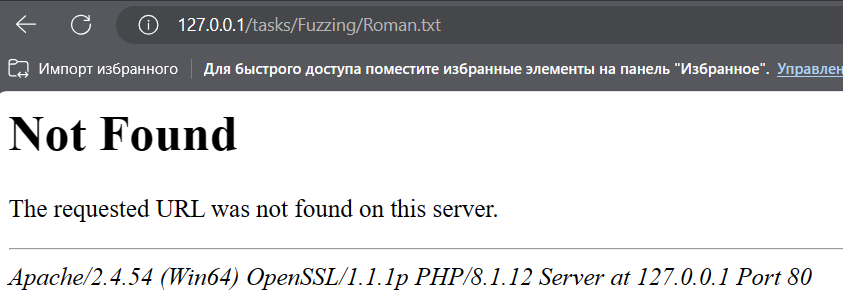 127.0.0.1/tasks/Fuzzing/Roman.txt
Импорт избранного Для быстрого доступа поместите избранные элементы на панель "Избранное". Управлен
Not Found
The requested URL was not found on this server.
Apache/2.4.54 (Win64) OpenSSL/1.1.1p PHP/8.1.12 Server at 127.0.0.1 Port 80